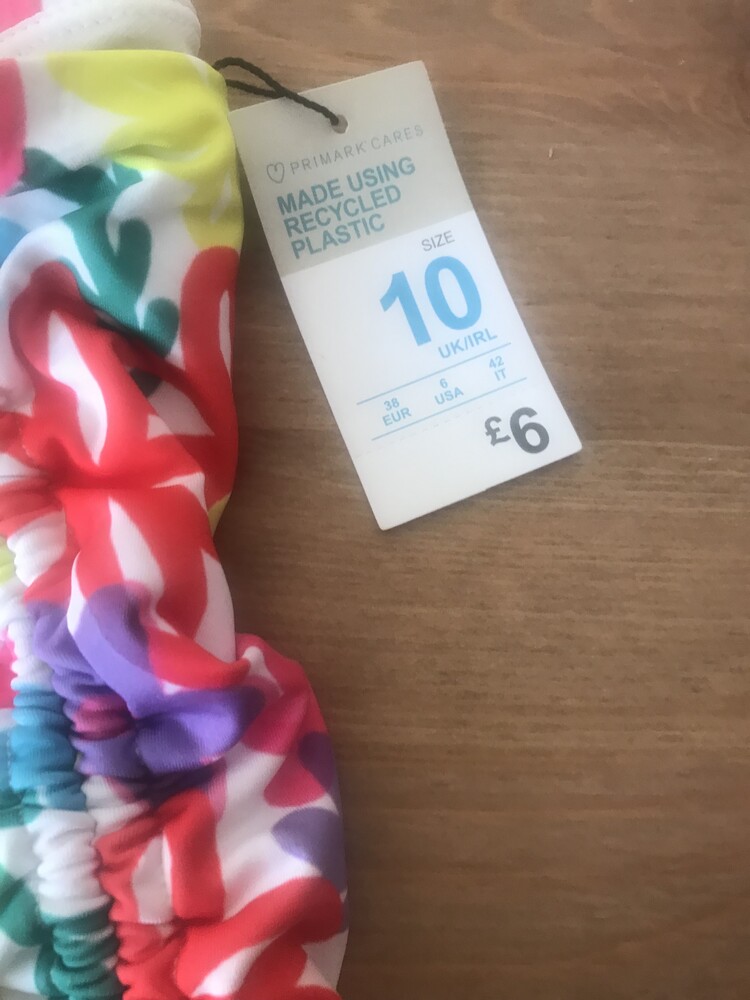 PRIMARK CARES
MADE USING
RECYCLED
PLASTIC
SIZE
10
UK/IRL
38 6 42
EUR USA IT
£6